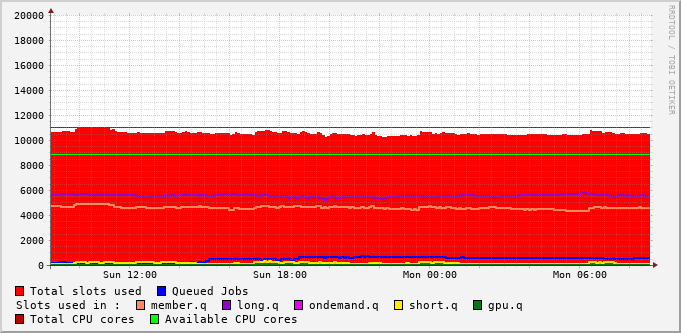 RRDTOOL / TOBI OETIKER
20000
18000
16000
14000
12000
10000
8000
6000
4000
2000
0
Sun 12:00 Sun 18:00 Mon 00:00 Mon 06:00
Total slots used Queued Jobs
Slots used in : member.q long.q ondemand.q short.q gpu.q
Total CPU cores Available CPU cores